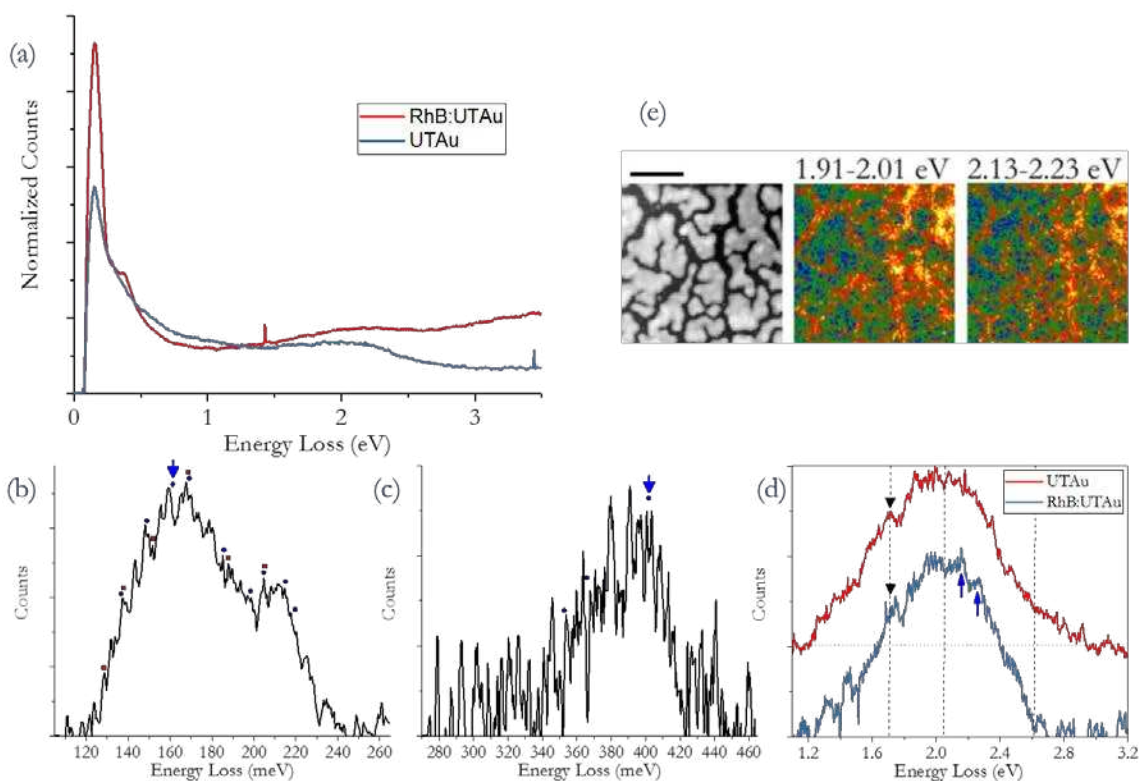 (a)
Normalized Counts
RhB:UTAu
UTAu
0 1 2 3
Energy Loss (eV)
(e)
1.91-2.01 eV 2.13-2.23 eV
(b)
Counts
120 140 160 180 200 220 240 260
Energy Loss (meV)
(c)
Counts
280 300 320 340 360 380 400 420 440 460
Energy Loss (meV)
(d)
Counts
UTAu
RhB:UTAu
1.2 1.6 2.0 2.4 2.8 3.2
Energy Loss (eV)